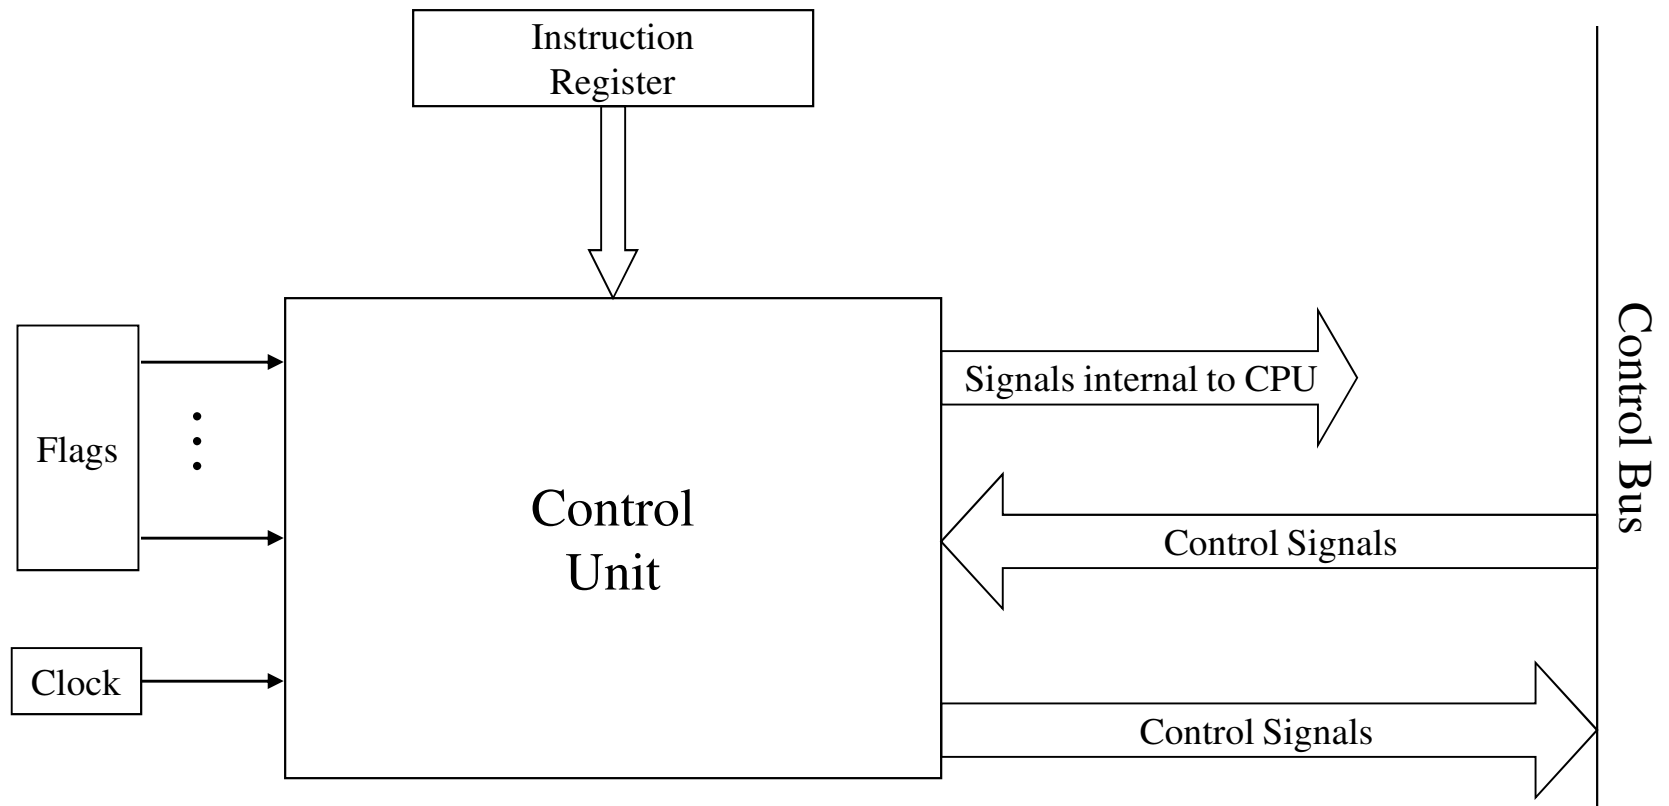 Instruction
Register
Signals internal to CPU
Control Bus
Flags
Control
Unit
Control Signals
Clock
Control Signals